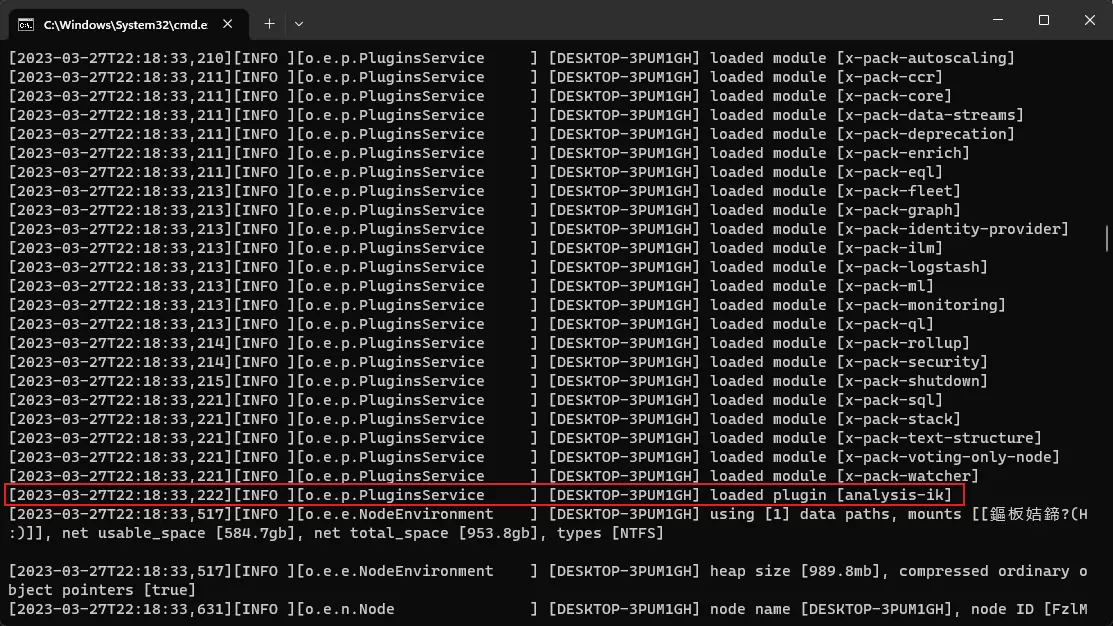 C:\Windows\System32\cmd.e
[2023-03-27T22:18:33,210][INFO ][o.e.p.PluginsService     ] [DESKTOP-3PUM1GH] loaded module [x-pack-autoscaling]
[2023-03-27T22:18:33,211][INFO ][o.e.p.PluginsService     ] [DESKTOP-3PUM1GH] loaded module [x-pack-ccr]
[2023-03-27T22:18:33,211][INFO ][o.e.p.PluginsService     ] [DESKTOP-3PUM1GH] loaded module [x-pack-core]
[2023-03-27T22:18:33,211][INFO ][o.e.p.PluginsService     ] [DESKTOP-3PUM1GH] loaded module [x-pack-data-streams]
[2023-03-27T22:18:33,211][INFO ][o.e.p.PluginsService     ] [DESKTOP-3PUM1GH] loaded module [x-pack-deprecation]
[2023-03-27T22:18:33,211][INFO ][o.e.p.PluginsService     ] [DESKTOP-3PUM1GH] loaded module [x-pack-enrich]
[2023-03-27T22:18:33,211][INFO ][o.e.p.PluginsService     ] [DESKTOP-3PUM1GH] loaded module [x-pack-eql]
[2023-03-27T22:18:33,213][INFO ][o.e.p.PluginsService     ] [DESKTOP-3PUM1GH] loaded module [x-pack-fleet]
[2023-03-27T22:18:33,213][INFO ][o.e.p.PluginsService     ] [DESKTOP-3PUM1GH] loaded module [x-pack-graph]
[2023-03-27T22:18:33,213][INFO ][o.e.p.PluginsService     ] [DESKTOP-3PUM1GH] loaded module [x-pack-identity-provider]
[2023-03-27T22:18:33,213][INFO ][o.e.p.PluginsService     ] [DESKTOP-3PUM1GH] loaded module [x-pack-ilm]
[2023-03-27T22:18:33,213][INFO ][o.e.p.PluginsService     ] [DESKTOP-3PUM1GH] loaded module [x-pack-logstash]
[2023-03-27T22:18:33,213][INFO ][o.e.p.PluginsService     ] [DESKTOP-3PUM1GH] loaded module [x-pack-ml]
[2023-03-27T22:18:33,213][INFO ][o.e.p.PluginsService     ] [DESKTOP-3PUM1GH] loaded module [x-pack-monitoring]
[2023-03-27T22:18:33,213][INFO ][o.e.p.PluginsService     ] [DESKTOP-3PUM1GH] loaded module [x-pack-ql]
[2023-03-27T22:18:33,214][INFO ][o.e.p.PluginsService     ] [DESKTOP-3PUM1GH] loaded module [x-pack-rollup]
[2023-03-27T22:18:33,214][INFO ][o.e.p.PluginsService     ] [DESKTOP-3PUM1GH] loaded module [x-pack-security]
[2023-03-27T22:18:33,215][INFO ][o.e.p.PluginsService     ] [DESKTOP-3PUM1GH] loaded module [x-pack-shutdown]
[2023-03-27T22:18:33,221][INFO ][o.e.p.PluginsService     ] [DESKTOP-3PUM1GH] loaded module [x-pack-sql]
[2023-03-27T22:18:33,221][INFO ][o.e.p.PluginsService     ] [DESKTOP-3PUM1GH] loaded module [x-pack-stack]
[2023-03-27T22:18:33,221][INFO ][o.e.p.PluginsService     ] [DESKTOP-3PUM1GH] loaded module [x-pack-text-structure]
[2023-03-27T22:18:33,221][INFO ][o.e.p.PluginsService     ] [DESKTOP-3PUM1GH] loaded module [x-pack-voting-only-node]
[2023-03-27T22:18:33,221][INFO ][o.e.p.PluginsService     ] [DESKTOP-3PUM1GH] loaded module [x-pack-watcher]
[2023-03-27T22:18:33,222][INFO ][o.e.p.PluginsService     ] [DESKTOP-3PUM1GH] loaded plugin [analysis-ik]
[2023-03-27T22:18:33,517][INFO ][o.e.e.NodeEnvironment    ] [DESKTOP-3PUM1GH] using [1] data paths, mounts [[鏂板姞鍗?(H
:)]], net usable_space [584.7gb], net total_space [953.8gb], types [NTFS]
[2023-03-27T22:18:33,517][INFO ][o.e.e.NodeEnvironment    ] [DESKTOP-3PUM1GH] heap size [989.8mb], compressed ordinary o
bject pointers [true]
[2023-03-27T22:18:33,631][INFO ][o.e.n.Node               ] [DESKTOP-3PUM1GH] node name [DESKTOP-3PUM1GH], node ID [FzlM